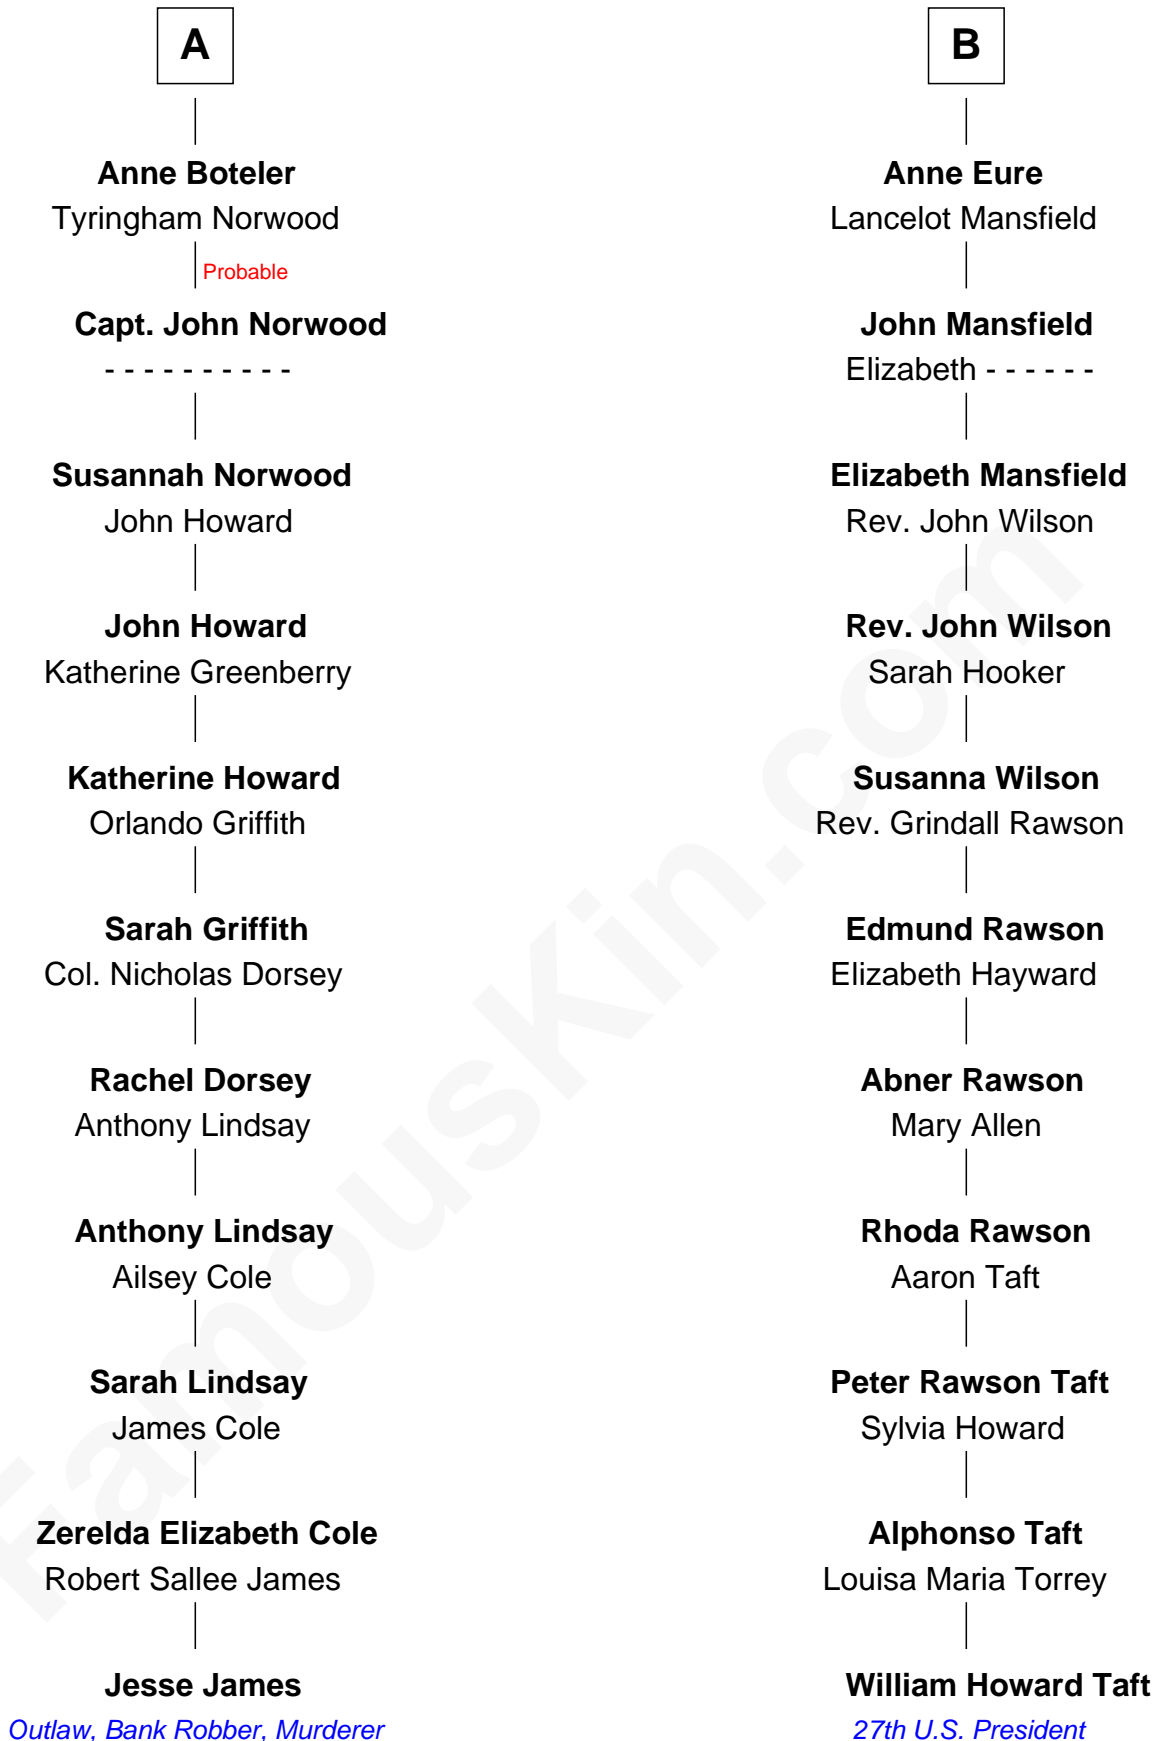 A
Anne Boteler
Tyringham Norwood
Probable
Capt. John Norwood
- - - - - - - - - -
Susannah Norwood
John Howard
John Howard
Katherine Greenberry
Katherine Howard
Orlando Griffith
Sarah Griffith
Col. Nicholas Dorsey
Rachel Dorsey
Anthony Lindsay
Anthony Lindsay
Ailsey Cole
Sarah Lindsay
James Cole
Zerelda Elizabeth Cole
Robert Sallee James
Jesse James
Outlaw, Bank Robber, Murderer
B
Anne Eure
Lancelot Mansfield
John Mansfield
Elizabeth - - - - - -
Elizabeth Mansfield
Rev. John Wilson
Rev. John Wilson
Sarah Hooker
Susanna Wilson
Rev. Grindall Rawson
Edmund Rawson
Elizabeth Hayward
Abner Rawson
Mary Allen
Rhoda Rawson
Aaron Taft
Peter Rawson Taft
Sylvia Howard
Alphonso Taft
Louisa Maria Torrey
William Howard Taft
27th U.S. President
FamousKin.com